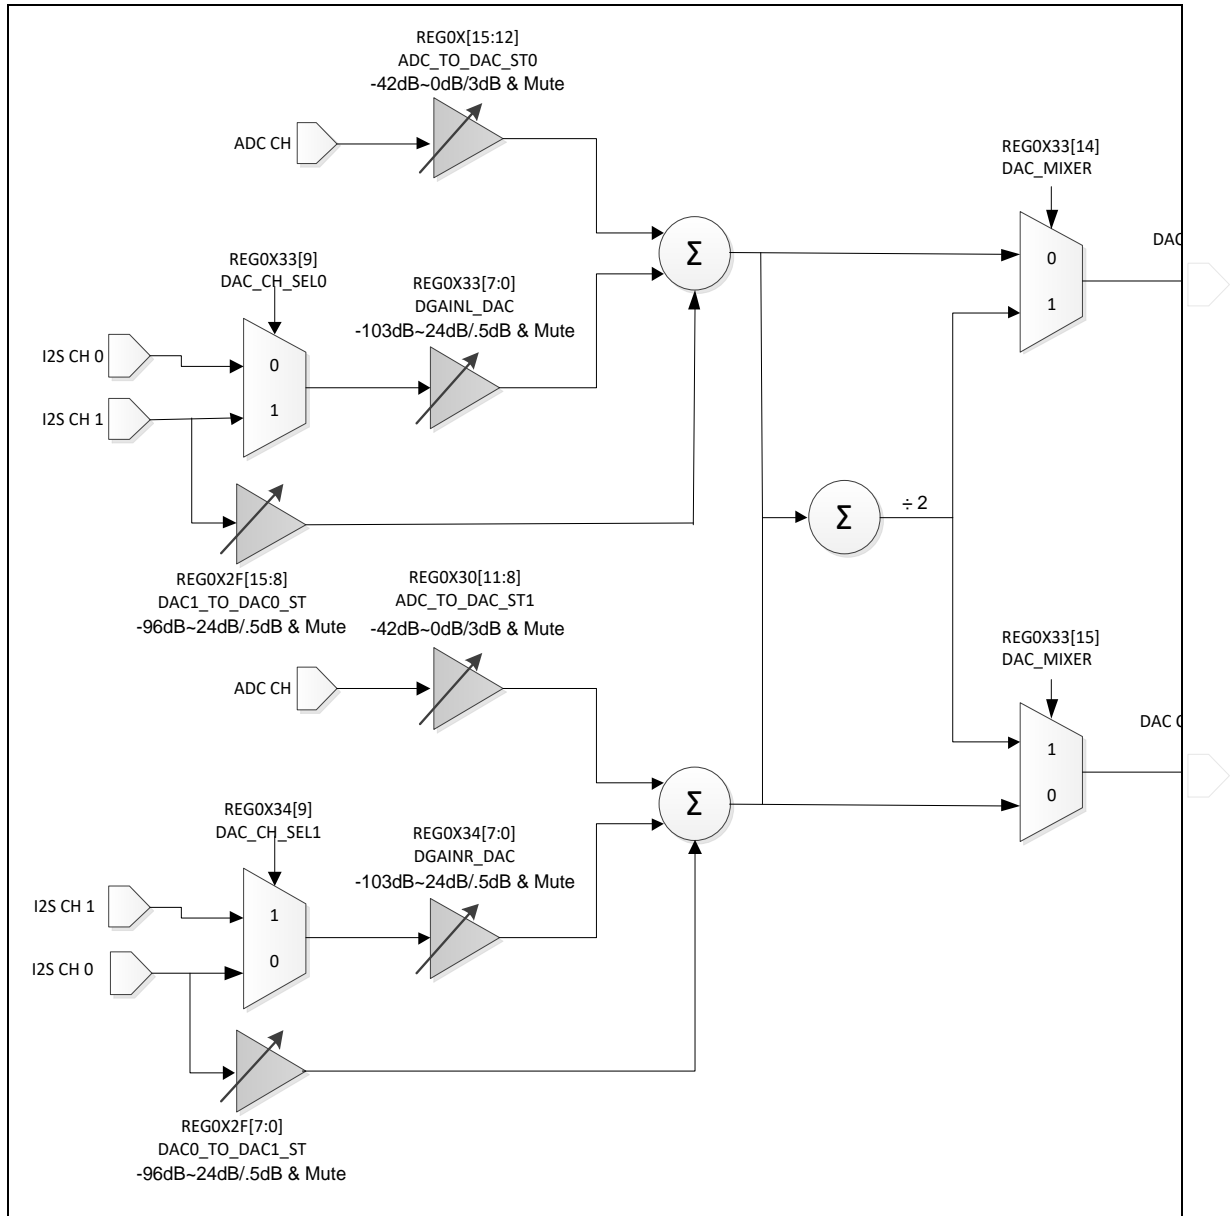 REG0X[15:12]
ADC_TO_DAC_ST0
-42dB~0dB/3dB & Mute
ADC CH
REG0X33[14]
DAC_MIXER
0
1
DAC
Σ
REG0X33[9]
DAC_CH_SEL0
REG0X33[7:0]
DGAINL_DAC
-103dB~24dB/.5dB & Mute
I2S CH 0
I2S CH 1
0
1
REG0X2F[15:8]
DAC1_TO_DAC0_ST
-96dB~24dB/.5dB & Mute
Σ
÷ 2
REG0X30[11:8]
ADC_TO_DAC_ST1
-42dB~0dB/3dB & Mute
ADC CH
REG0X33[15]
DAC_MIXER
1
0
DAC
Σ
REG0X34[9]
DAC_CH_SEL1
REG0X34[7:0]
DGAINR_DAC
-103dB~24dB/.5dB & Mute
I2S CH 1
I2S CH 0
1
0
REG0X2F[7:0]
DAC0_TO_DAC1_ST
-96dB~24dB/.5dB & Mute